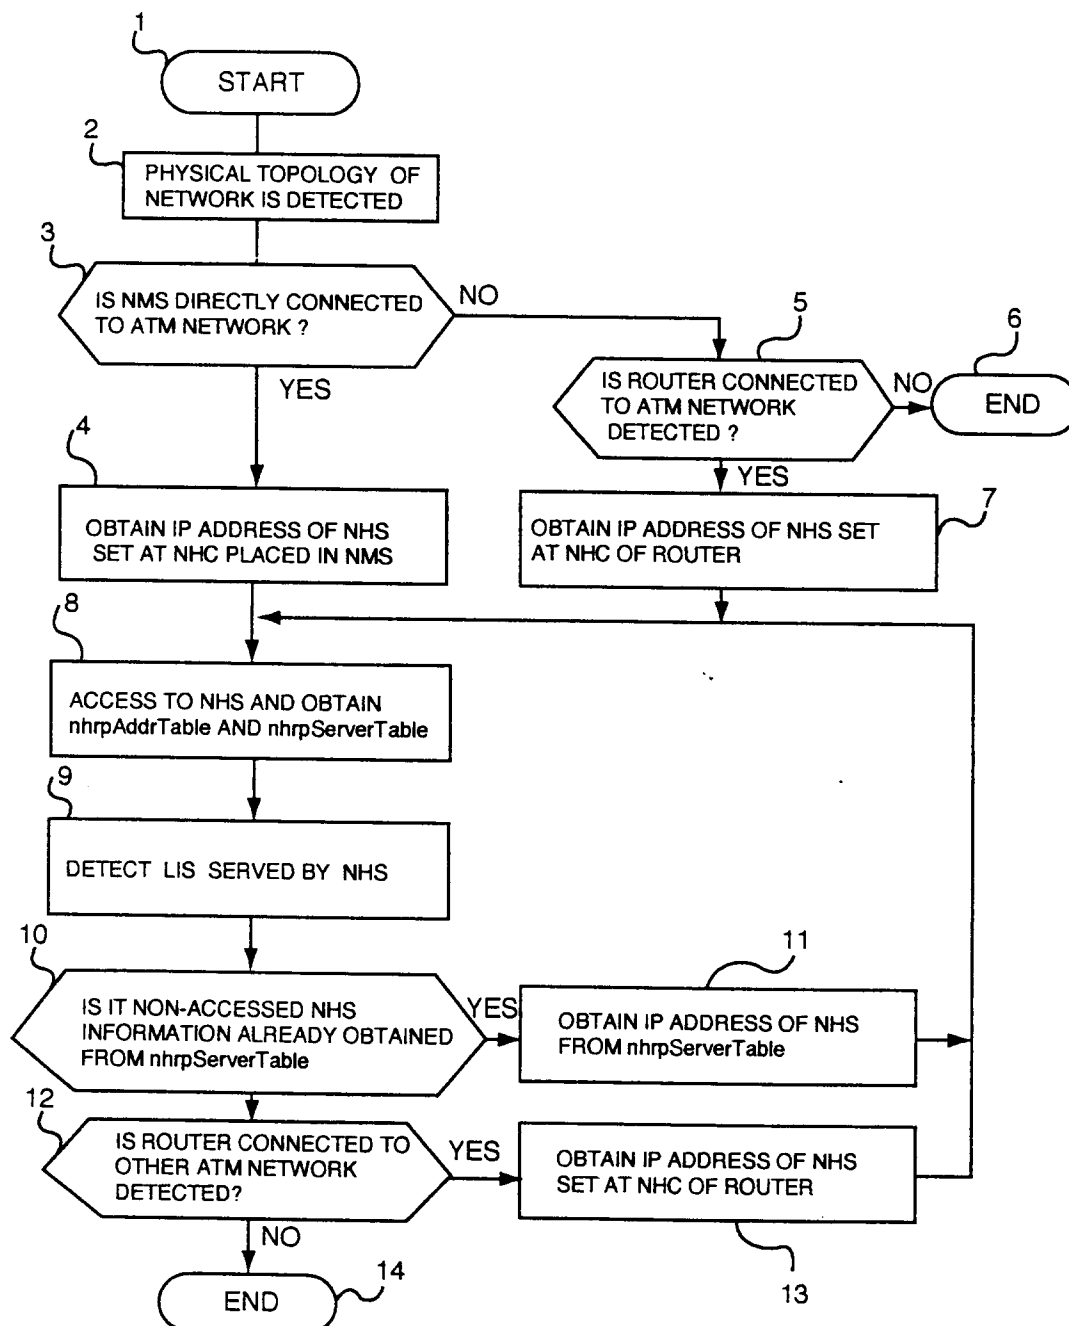 1
START
2
PHYSICAL TOPOLOGY OF
NETWORK IS DETECTED
3
IS NMS DIRECTLY CONNECTED
TO ATM NETWORK ?
NO
YES
5
IS ROUTER CONNECTED
TO ATM NETWORK
DETECTED ?
NO
6
END
YES
4
OBTAIN IP ADDRESS OF NHS
SET AT NHC PLACED IN NMS
7
OBTAIN IP ADDRESS OF NHS SET
AT NHC OF ROUTER
8
ACCESS TO NHS AND OBTAIN
nhrpAddrTable AND nhrpServerTable
9
DETECT LIS SERVED BY NHS
10
IS IT NON-ACCESSED NHS
INFORMATION ALREADY OBTAINED
FROM nhrpServerTable
YES
11
OBTAIN IP ADDRESS OF NHS
FROM nhrpServerTable
12
IS ROUTER CONNECTED TO
OTHER ATM NETWORK
DETECTED?
YES
OBTAIN IP ADDRESS OF NHS
SET AT NHC OF ROUTER
13
NO
END
14